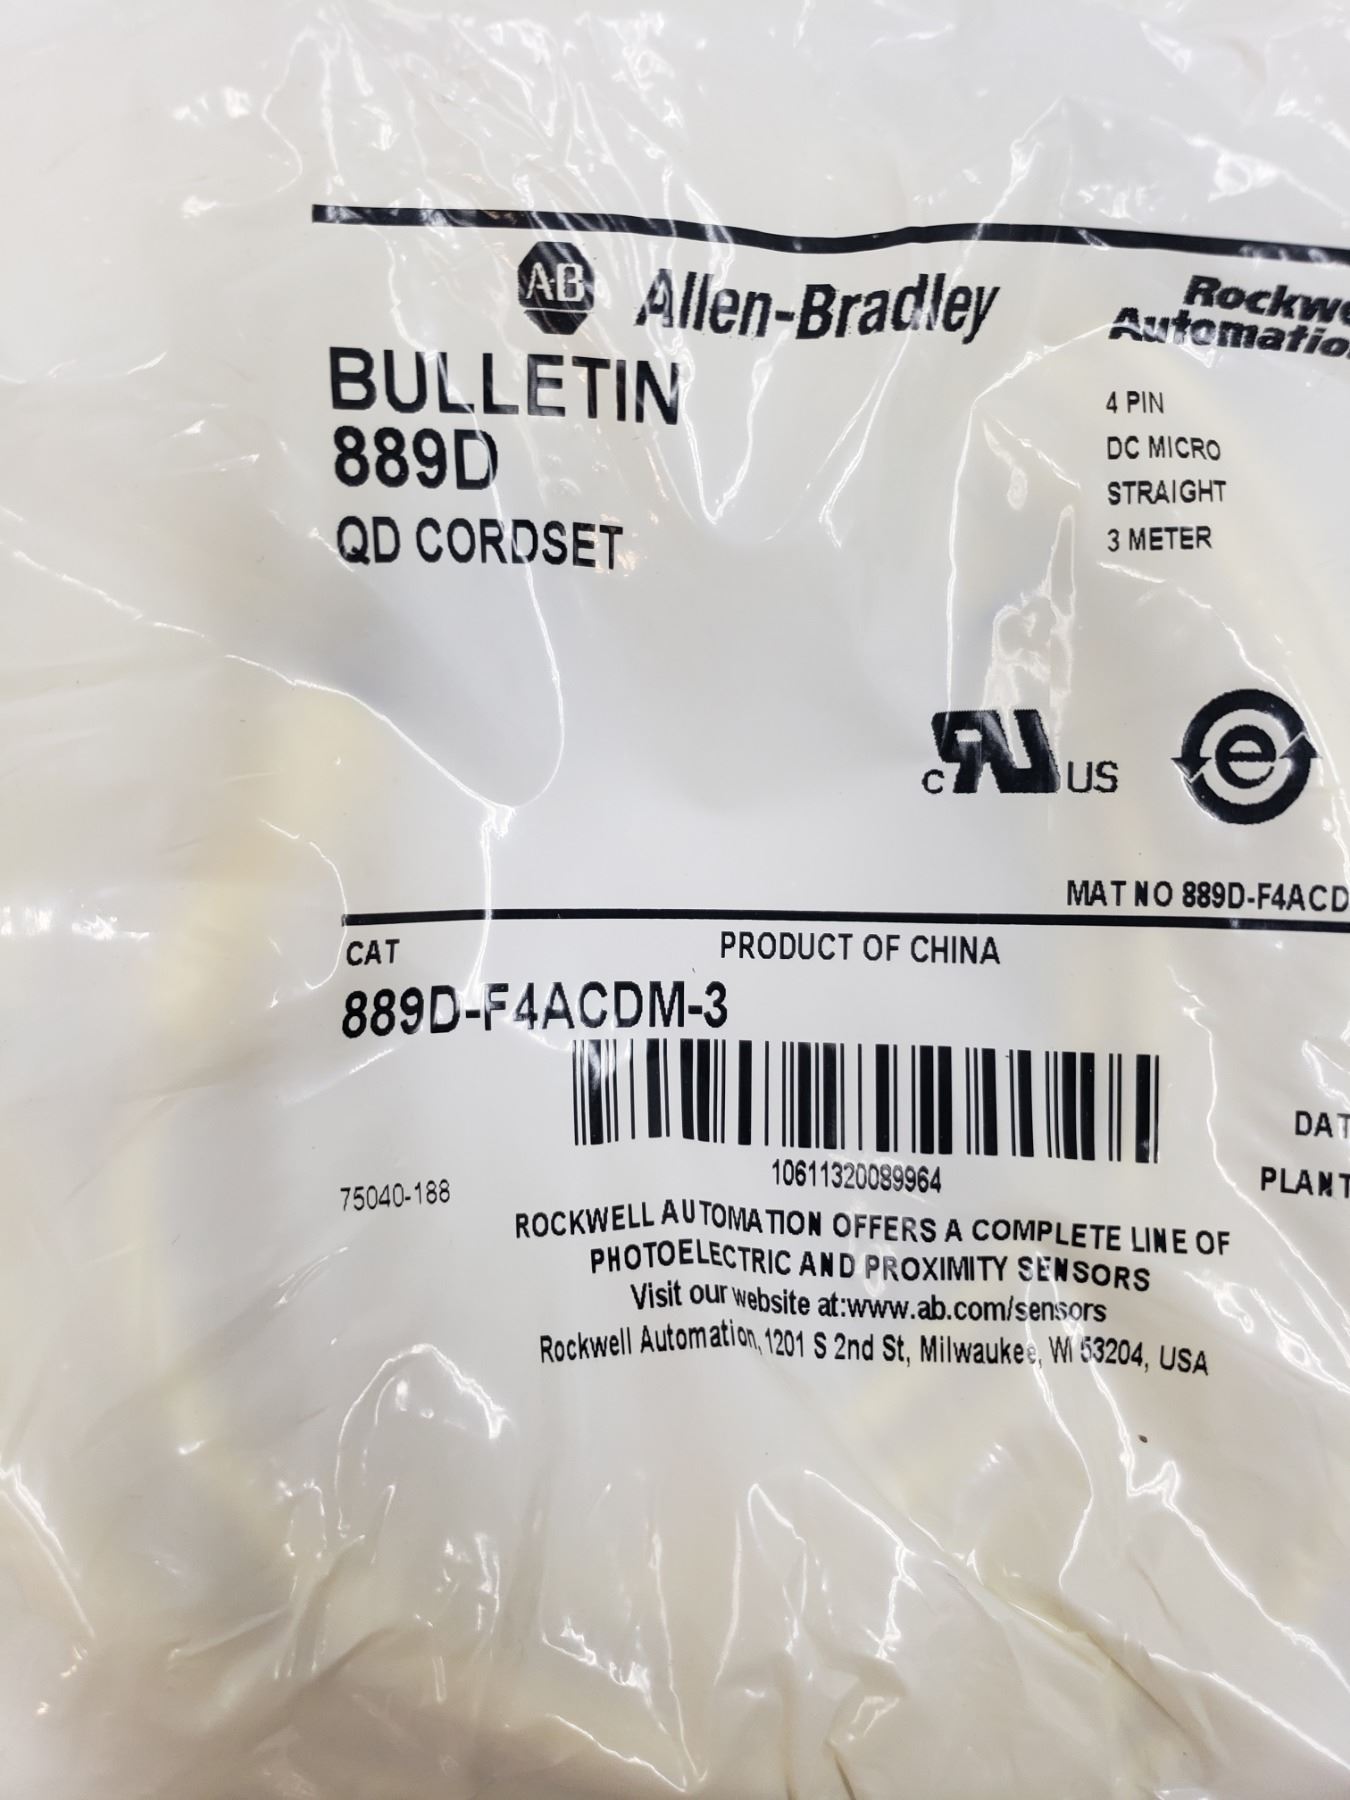 AB Allen-Bradley
Rockwe
Automatio
BULLETIN
889D
QD CORDSET
4 PIN
DC MICRO
STRAIGHT
3 METER
c RU US
e
MAT NO 889D-F4ACD
CAT
PRODUCT OF CHINA
889D-F4ACDM-3
10611320089964
75040-188
DAT
PLANT
ROCKWELL AUTOMATION OFFERS A COMPLETE LINE OF
PHOTOELECTRIC AND PROXIMITY SENSORS
Visit our website at:www.ab.com/sensors
Rockwell Automation, 1201 S 2nd St, Milwaukee, WI 53204, USA